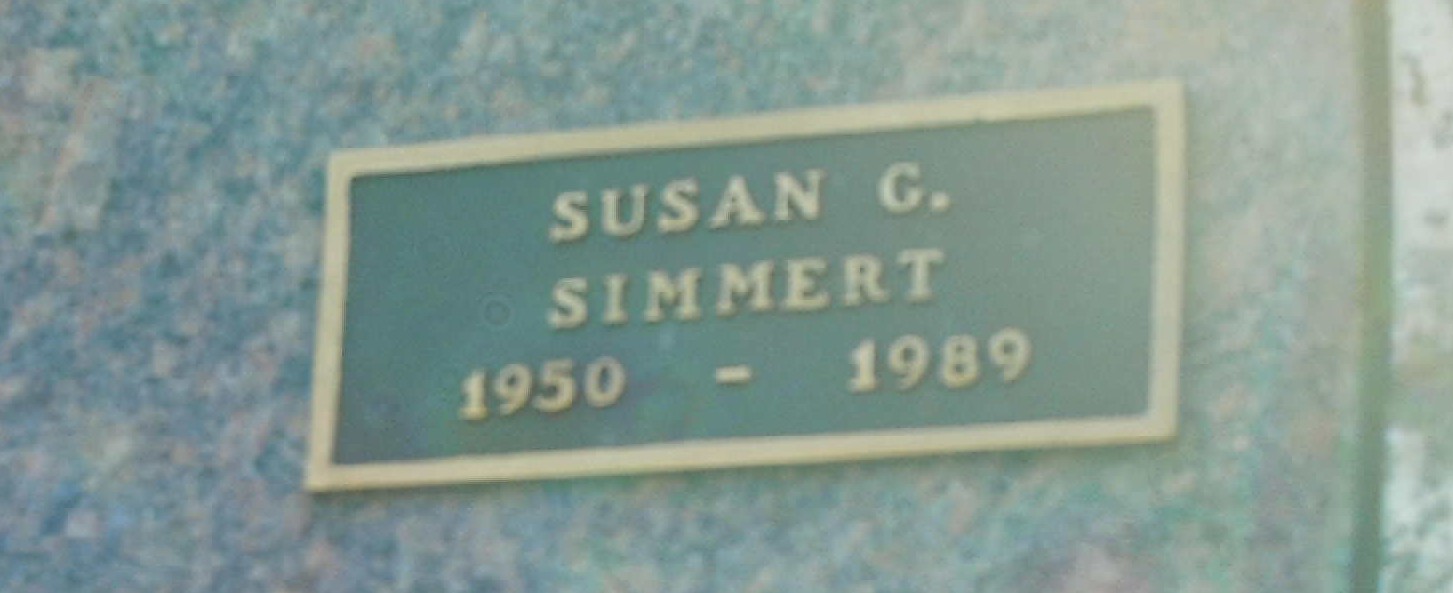 SUSAN G.
SIMMERT
1950 - 1989